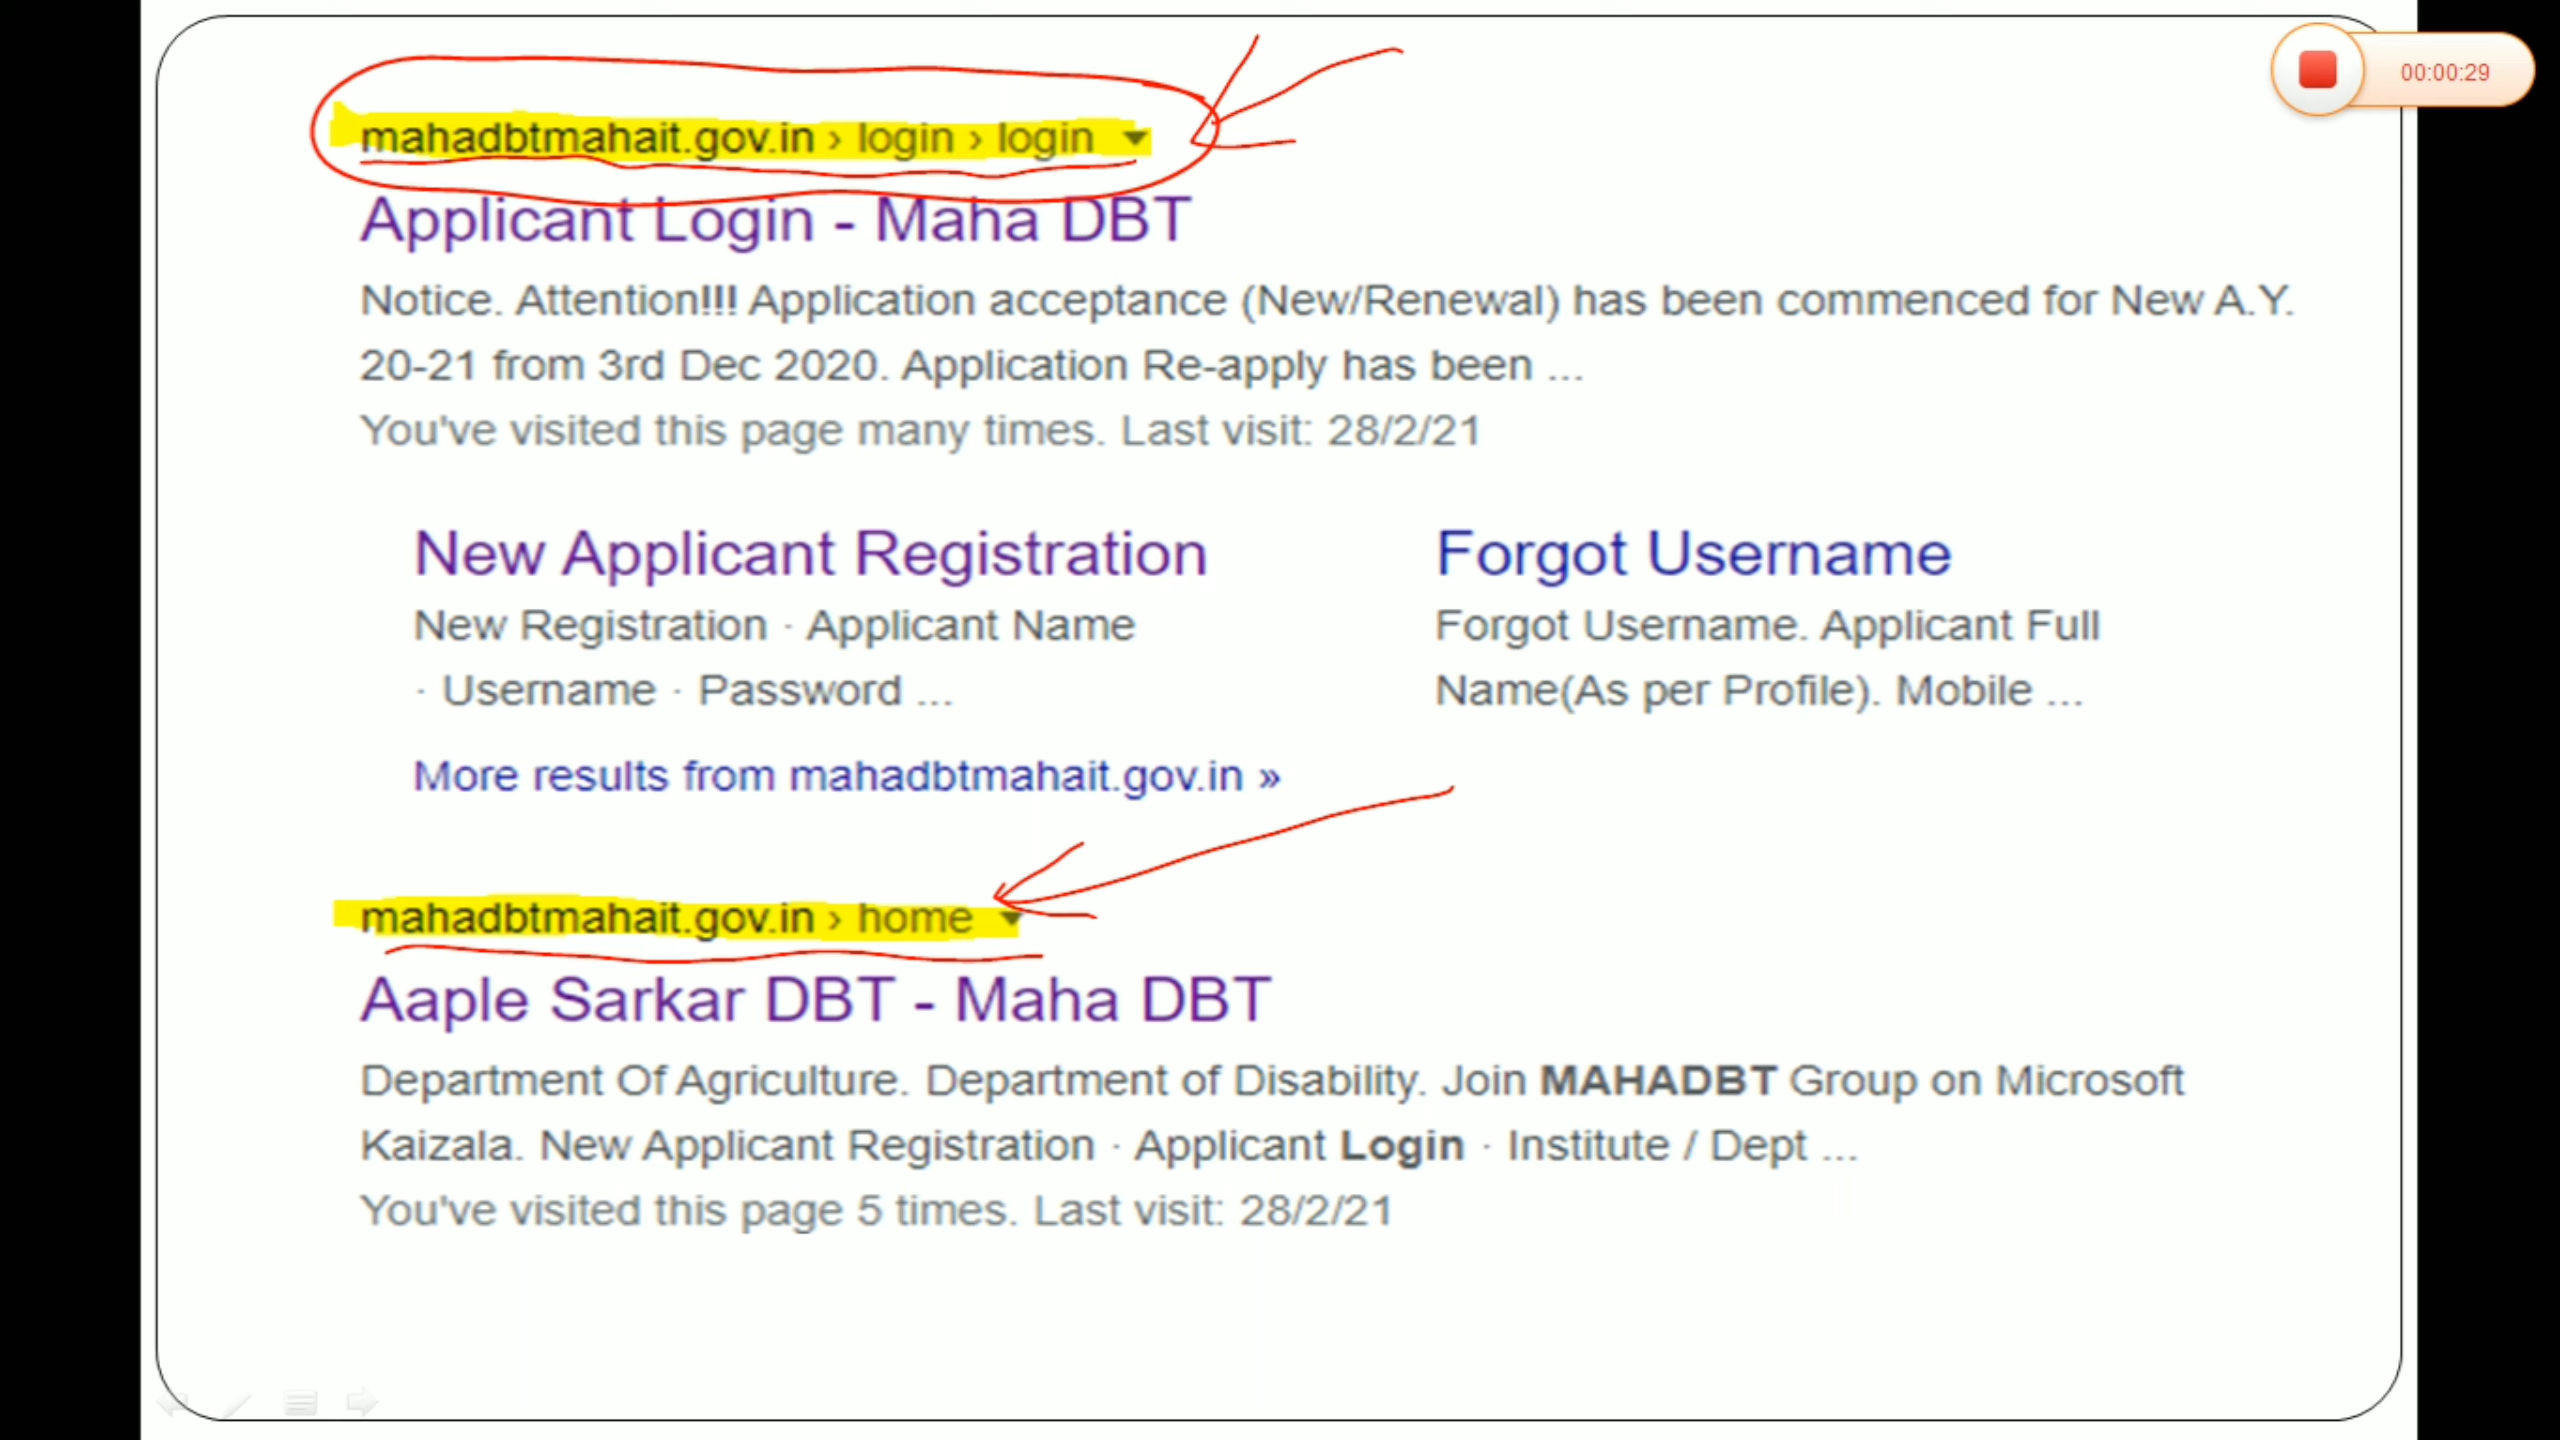 00:00:29
mahadbtmahait.gov.in › login › login
Applicant Login - Maha DBT
Notice. Attention!!! Application acceptance (New/Renewal) has been commenced for New A.Y.
20-21 from 3rd Dec 2020. Application Re-apply has been ...
You've visited this page many times. Last visit: 28/2/21
New Applicant Registration
New Registration · Applicant Name
· Username · Password ...
Forgot Username
Forgot Username. Applicant Full
Name(As per Profile). Mobile ...
More results from mahadbtmahait.gov.in »
mahadbtmahait.gov.in › home
Aaple Sarkar DBT - Maha DBT
Department Of Agriculture. Department of Disability. Join MAHADBT Group on Microsoft
Kaizala. New Applicant Registration · Applicant Login · Institute / Dept ...
You've visited this page 5 times. Last visit: 28/2/21